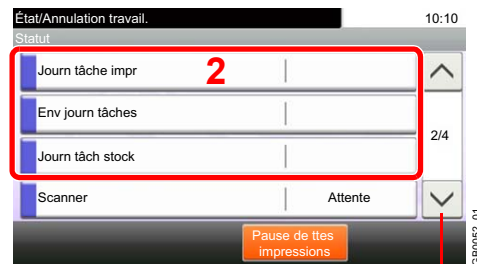 État/Annulation travail. 10:10
Statut
Journ tâche impr
2
Env journ tâches
2/4
Journ tâch stock
Scanner Attente
Pause de ttes
impressions